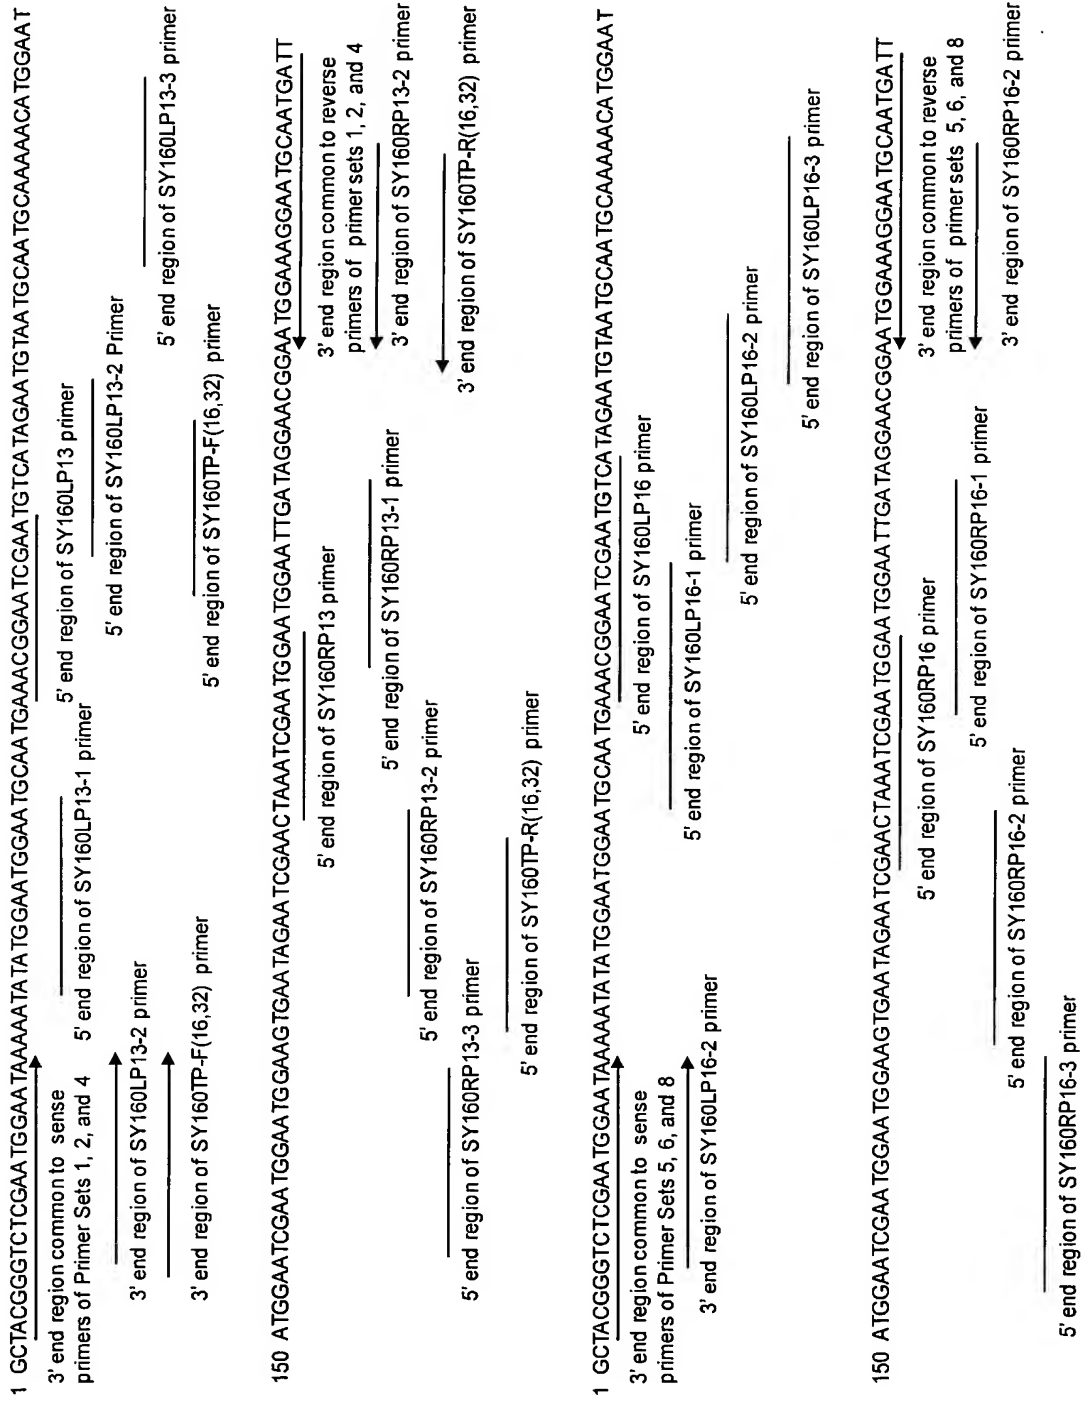 1 GCTACGGGTCTCGAATGGAATAAAAATATATGGAATGGAATGCAATGAAACGGAATCGAATGTCATAGAATGTAATGCAATGCAAAAACATGGAAT
3' end region common to sense
primers of Primer Sets 1, 2, and 4
5' end region of SY160LP13-1 primer
5' end region of SY160LP13 primer
3' end region of SY160LP13-2 primer
5' end region of SY160LP13-2 Primer
5' end region of SY160LP13-3 primer
3' end region of SY160TP-F(16,32) primer
5' end region of SY160TP-F(16,32) primer
150 ATGGAATCGAATGGAATGGAAGTGAATAGAATCGAACTAAATCGAATGGAATGGAATTGATAGGAACGGAATGGAAAGGAATGCAATGATT
5' end region of SY160RP13 primer
3' end region common to reverse
primers of primer sets 1, 2, and 4
5' end region of SY160RP13-1 primer
3' end region of SY160RP13-2 primer
5' end region of SY160RP13-2 primer
5' end region of SY160RP13-3 primer
3' end region of SY160TP-R(16,32) primer
5' end region of SY160TP-R(16,32) primer
1 GCTACGGGTCTCGAATGGAATAAAAATATATGGAATGGAATGCAATGAAACGGAATCGAATGTCATAGAATGTAATGCAATGCAAAAACATGGAAT
3' end region common to sense
primers of Primer Sets 5, 6, and 8
5' end region of SY160LP16 primer
5' end region of SY160LP16-1 primer
3' end region of SY160LP16-2 primer
5' end region of SY160LP16-2 primer
5' end region of SY160LP16-3 primer
150 ATGGAATCGAATGGAATGGAAGTGAATAGAATCGAACTAAATCGAATGGAATGGAATTGATAGGAACGGAATGGAAAGGAATGCAATGATT
5' end region of SY160RP16 primer
3' end region common to reverse
primers of primer sets 5, 6, and 8
5' end region of SY160RP16-1 primer
3' end region of SY160RP16-2 primer
5' end region of SY160RP16-2 primer
5' end region of SY160RP16-3 primer